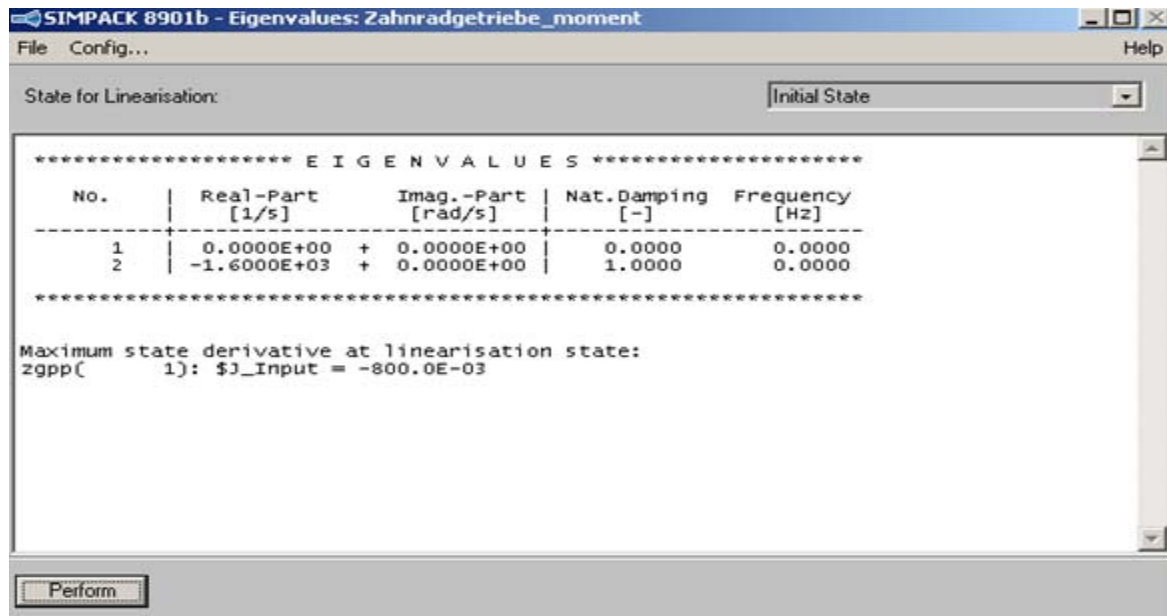 SIMPACK 8901b - Eigenvalues: Zahnradgetriebe_moment
File Config... Help
State for Linearisation: Initial State
******************** E I G E N V A L U E S *********************
No. | Real-Part Imag.-Part | Nat.Damping Frequency
| [1/s] [rad/s] | [-] [Hz]
----------+----------------------------+------------------------
1 | 0.0000E+00 + 0.0000E+00 | 0.0000 0.0000
2 | -1.6000E+03 + 0.0000E+00 | 1.0000 0.0000
****************************************************************
Maximum state derivative at linearisation state:
zgpp( 1): $J_Input = -800.0E-03
Perform